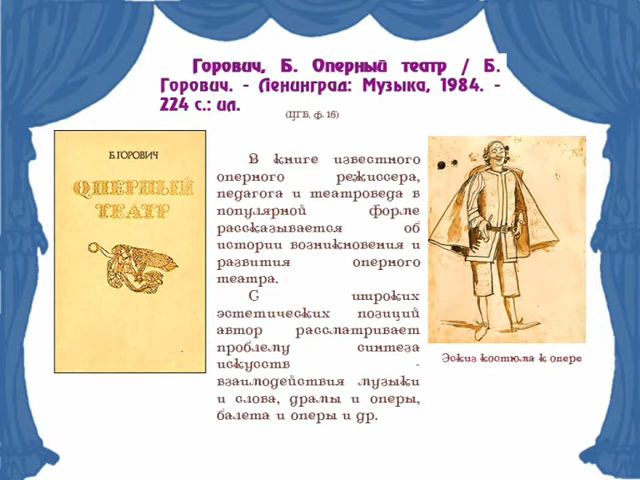 Горович, Б. Оперный театр / Б.
Горович. - Ленинград: Музыка, 1984. -
224 с.: ил.
(ЦГБ, ф. 16)
Б. ГОРОВИЧ
ОПЕРНЫЙ
ТЕАТР
В книге известного
оперного режиссера,
педагога и театроведа в
популярной форме
рассказывается об
истории возникновения и
развития оперного
театра.
С широких
эстетических позиций
автор рассматривает
проблему синтеза
искусств -
взаимодействия музыки
и слова, драмы и оперы,
балета и оперы и др.
Эскиз костюма к опере